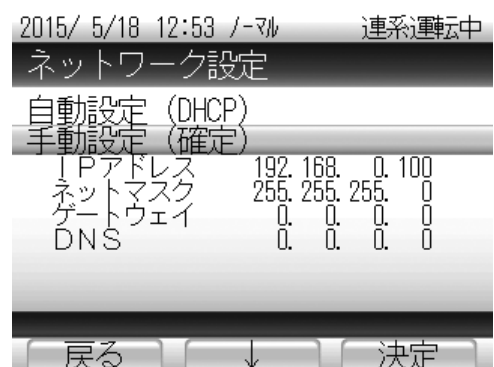 2015/ 5/18 12:53 ﾉｰﾏﾙ 連系運転中
ネットワーク設定
自動設定 (DHCP)
手動設定 (確定)
IPアドレス 192.168. 0.100
ネットマスク 255.255.255. 0
ゲートウェイ 0. 0. 0. 0
DNS 0. 0. 0. 0
戻る ↓ 決定